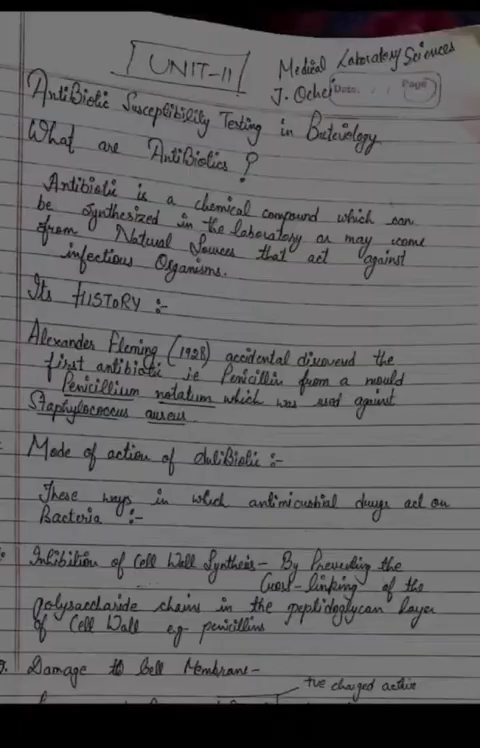 UNIT-II
Medical Laboratory Sciences
J. Ochei
Date. Page
AntiBiotic Susceptibility Testing in Bacteriology
What are AntiBiotics?
Antibiotic is a chemical compound which can
be synthesized in the laboratory or may come
from Natural Sources that act against
infectious Organisms.
Its HISTORY :-
Alexander Fleming (1928) accidental discovered the
first antibiotic ie Penicillin from a mould
Penicillium notatum which was used against
Staphylococcus aureus
Mode of action of AntiBiotic :-
These ways in which antimicrobial drugs act on
Bacteria :-
Inhibition of Cell Wall Synthesis - By Preventing the
Cross-linking of the
polysaccharide chains in the peptidoglycan layer
of Cell Wall eg penicillins
2. Damage to Cell Membrane -
+ve charged active